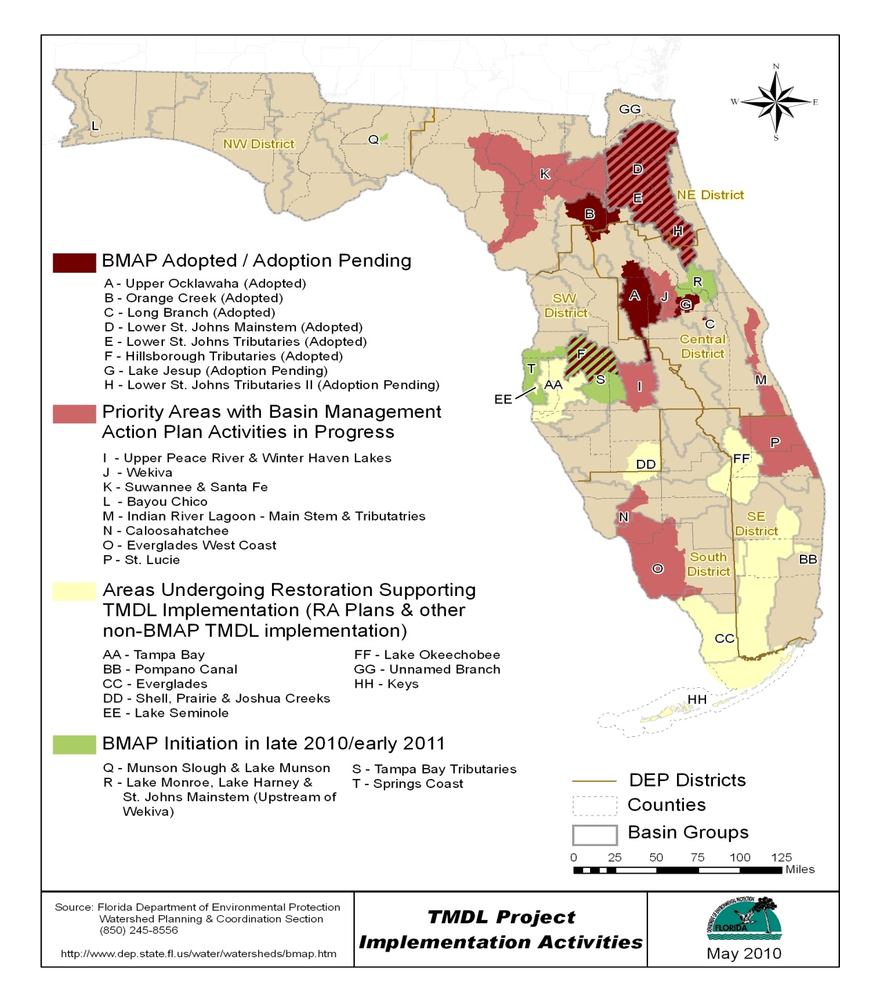 N
W
E
S
GG
L
Q
NW District
K
D
E
NE District
B
H
R
A
J
G
SW
District
C
Central
District
F
T
S
AA
I
M
EE
P
FF
DD
N
SE
District
BB
South
District
O
CC
HH
BMAP Adopted / Adoption Pending
A - Upper Ocklawaha (Adopted)
B - Orange Creek (Adopted)
C - Long Branch (Adopted)
D - Lower St. Johns Mainstem (Adopted)
E - Lower St. Johns Tributaries (Adopted)
F - Hillsborough Tributaries (Adopted)
G - Lake Jesup (Adoption Pending)
H - Lower St. Johns Tributaries II (Adoption Pending)
Priority Areas with Basin Management
Action Plan Activities in Progress
I - Upper Peace River & Winter Haven Lakes
J - Wekiva
K - Suwannee & Santa Fe
L - Bayou Chico
M - Indian River Lagoon - Main Stem & Tributatries
N - Caloosahatchee
O - Everglades West Coast
P - St. Lucie
Areas Undergoing Restoration Supporting
TMDL Implementation (RA Plans & other
non-BMAP TMDL implementation)
AA - Tampa Bay
BB - Pompano Canal
CC - Everglades
DD - Shell, Prairie & Joshua Creeks
EE - Lake Seminole
FF - Lake Okeechobee
GG - Unnamed Branch
HH - Keys
BMAP Initiation in late 2010/early 2011
Q - Munson Slough & Lake Munson
R - Lake Monroe, Lake Harney &
St. Johns Mainstem (Upstream of
Wekiva)
S - Tampa Bay Tributaries
T - Springs Coast
DEP Districts
Counties
Basin Groups
0 25 50 75 100 125
Miles
Source: Florida Department of Environmental Protection
Watershed Planning & Coordination Section
(850) 245-8556
http://www.dep.state.fl.us/water/watersheds/bmap.htm
TMDL Project
Implementation Activities
DEPARTMENT OF ENVIRONMENTAL PROTECTION
FLORIDA
May 2010